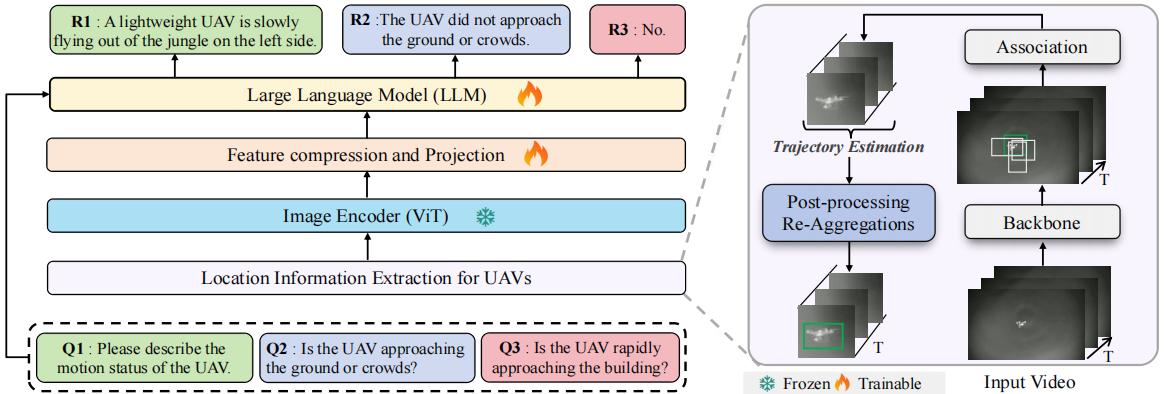 R1 : A lightweight UAV is slowly
flying out of the jungle on the left side.
R2 :The UAV did not approach
the ground or crowds.
R3 : No.
Large Language Model (LLM)
Feature compression and Projection
Image Encoder (ViT)
Location Information Extraction for UAVs
Q1 : Please describe the
motion status of the UAV.
Q2 : Is the UAV approaching
the ground or crowds?
Q3 : Is the UAV rapidly
approaching the building?
Association
Trajectory Estimation
T
Post-processing
Re-Aggregations
Backbone
T
T
Frozen
Trainable
Input Video